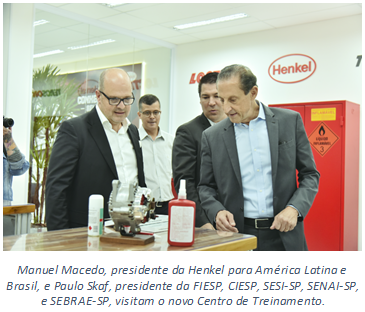 Henkel
Manuel Macedo, presidente da Henkel para América Latina e
Brasil, e Paulo Skaf, presidente da FIESP, CIESP, SESI-SP, SENAI-SP,
e SEBRAE-SP, visitam o novo Centro de Treinamento.